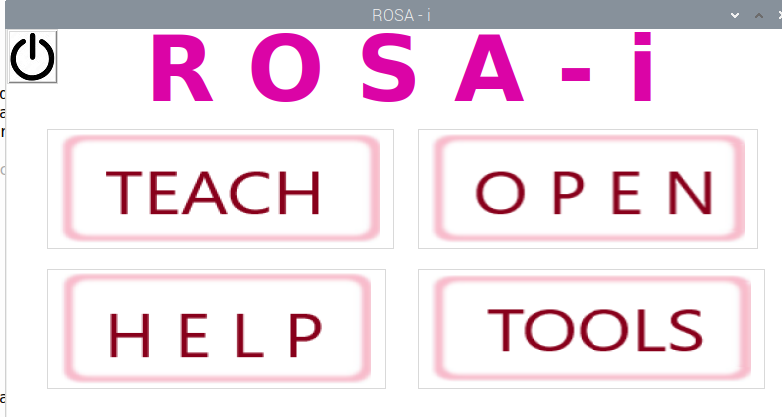 ROSA - i
R O S A - i
TEACH
O P E N
H E L P
TOOLS